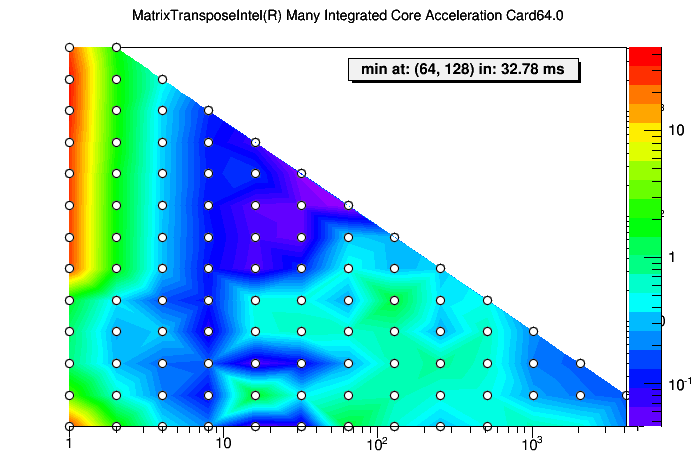 MatrixTransposeIntel(R) Many Integrated Core Acceleration Card64.0
min at: (64, 128) in: 32.78 ms
10
1
10-1
1 10 10² 10³